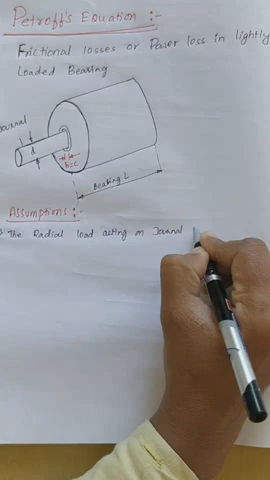 Petroff's Equation :-
Frictional losses or Power loss in lightly
Loaded Bearing
Journal
d
h=c
Bearing L
Assumptions :-
The Radial load acting on Journal